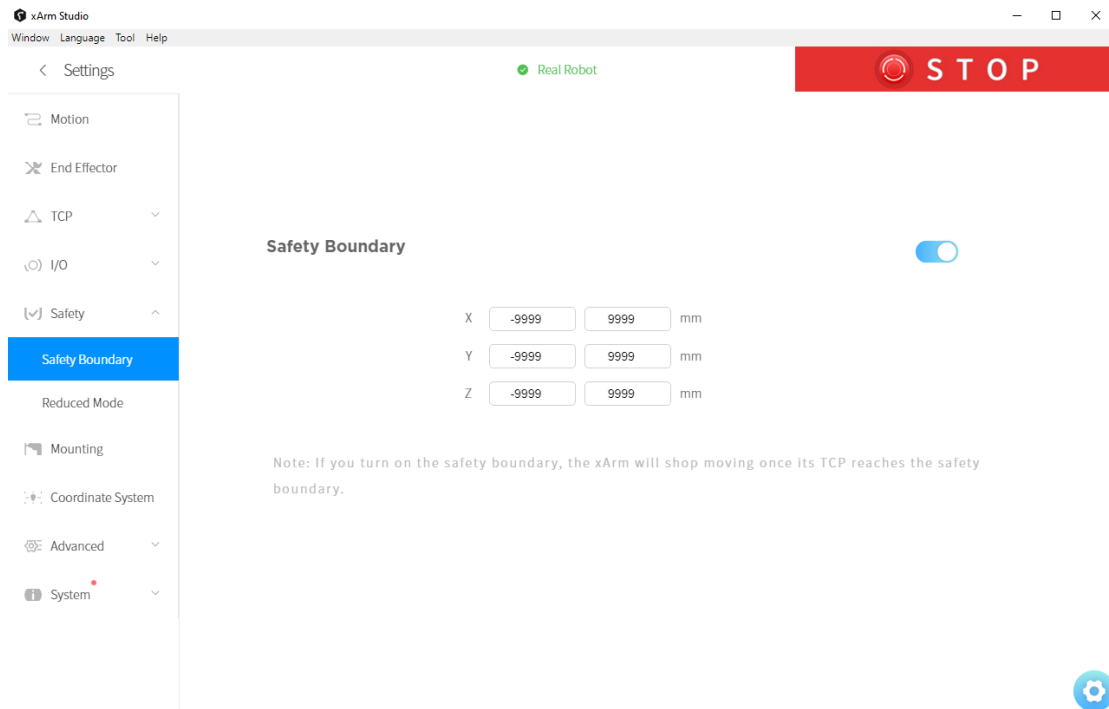 xArm Studio
Window Language Tool Help
Settings
Real Robot
STOP
Motion
End Effector
TCP
I/O
Safety
Safety Boundary
Reduced Mode
Mounting
Coordinate System
Advanced
System
Safety Boundary
X -9999 9999 mm
Y -9999 9999 mm
Z -9999 9999 mm
Note: If you turn on the safety boundary, the xArm will shop moving once its TCP reaches the safety
boundary.